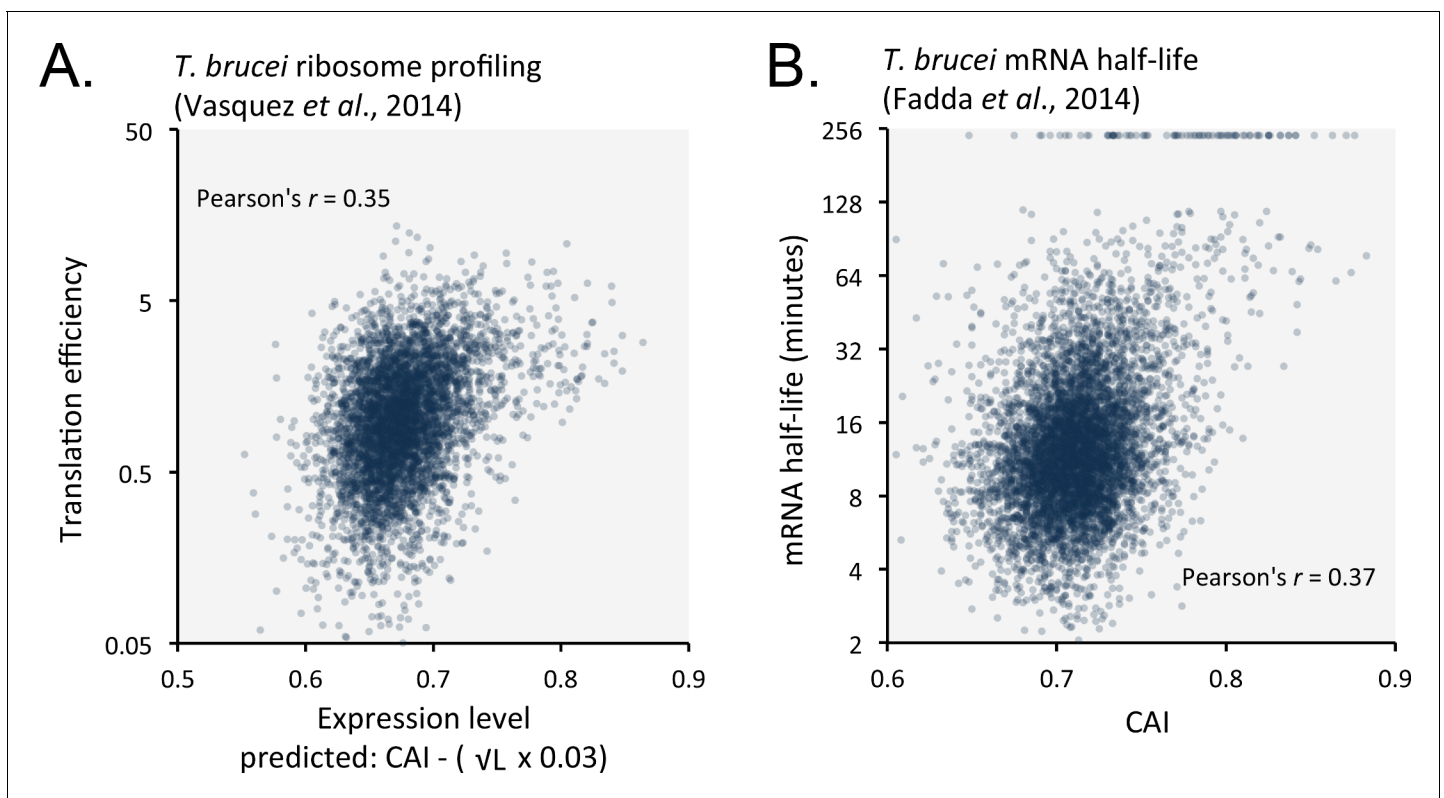 A.
T. brucei ribosome profiling
(Vasquez et al., 2014)
50
5
0.5
0.05
Translation efficiency
Pearson's r = 0.35
0.5 0.6 0.7 0.8 0.9
Expression level
predicted: CAI - ( √L x 0.03)
B.
T. brucei mRNA half-life
(Fadda et al., 2014)
256
128
64
32
16
8
4
2
mRNA half-life (minutes)
Pearson's r = 0.37
0.6 0.7 0.8 0.9
CAI